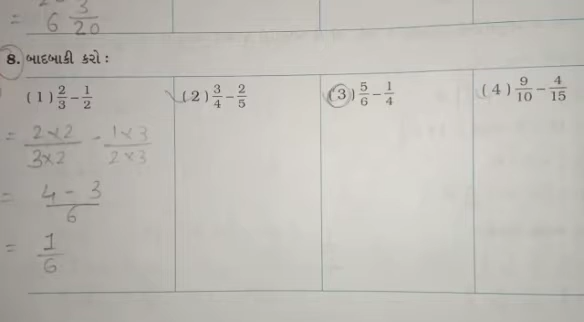 = 6 3/20
8. બાદબાકી કરો :
(1) 2/3 – 1/2
= 2×2/3×2 - 1×3/2×3
= 4 - 3/6
= 1/6
(2) 3/4 – 2/5
(3) 5/6 – 1/4
(4) 9/10 – 4/15